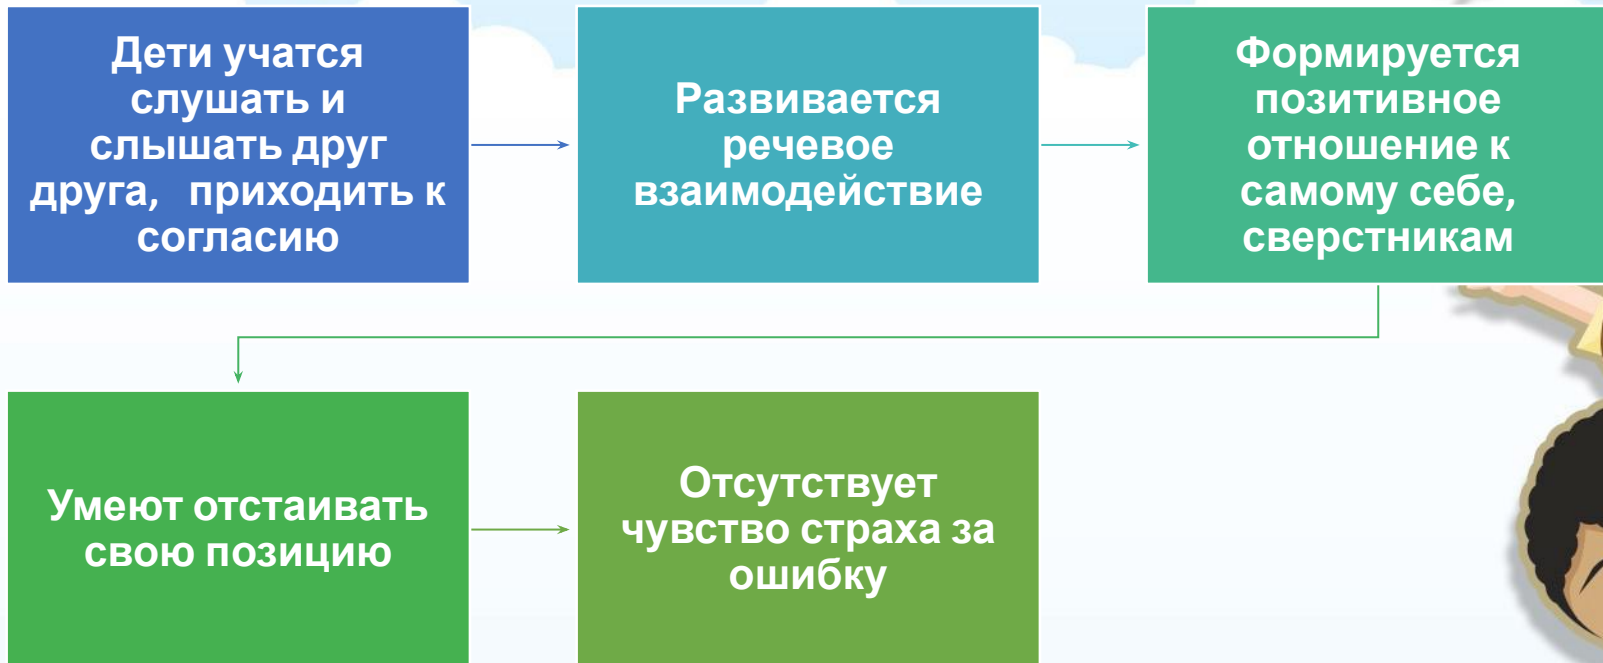 Дети учатся
слушать и
слышать друг
друга, приходить к
согласию
Развивается
речевое
взаимодействие
Формируется
позитивное
отношение к
самому себе,
сверстникам
Умеют отстаивать
свою позицию
Отсутствует
чувство страха за
ошибку